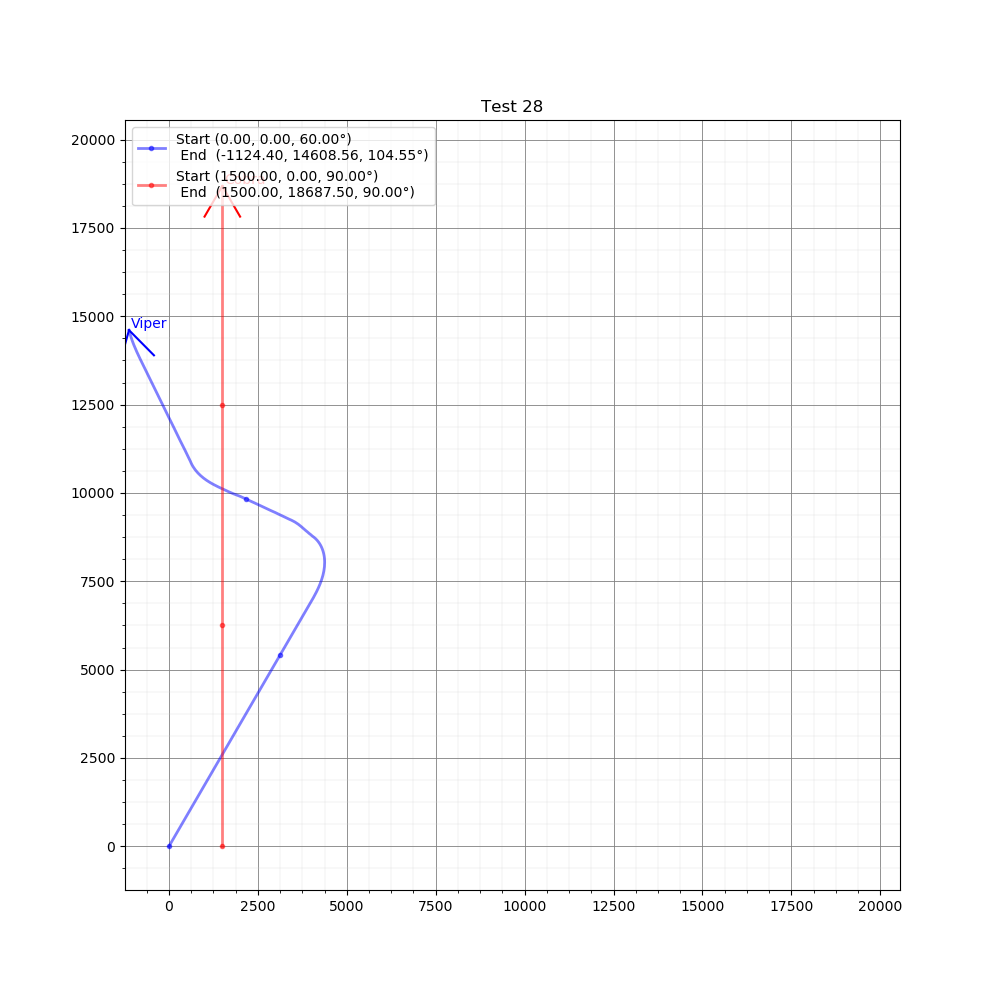 Test 28
Start (0.00, 0.00, 60.00°)
End (-1124.40, 14608.56, 104.55°)
Start (1500.00, 0.00, 90.00°)
End (1500.00, 18687.50, 90.00°)
Viper
20000
17500
15000
12500
10000
7500
5000
2500
0
0 2500 5000 7500 10000 12500 15000 17500 20000